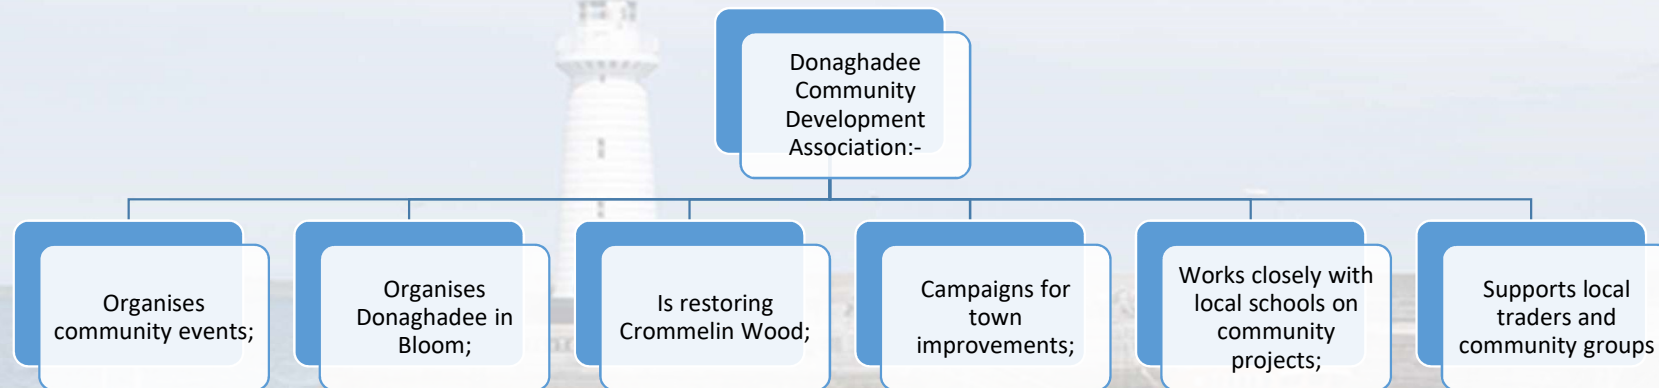 Donaghadee
Community
Development
Association:-
Organises
community events;
Organises
Donaghadee in
Bloom;
Is restoring
Crommelin Wood;
Campaigns for
town
improvements;
Works closely with
local schools on
community
projects;
Supports local
traders and
community groups